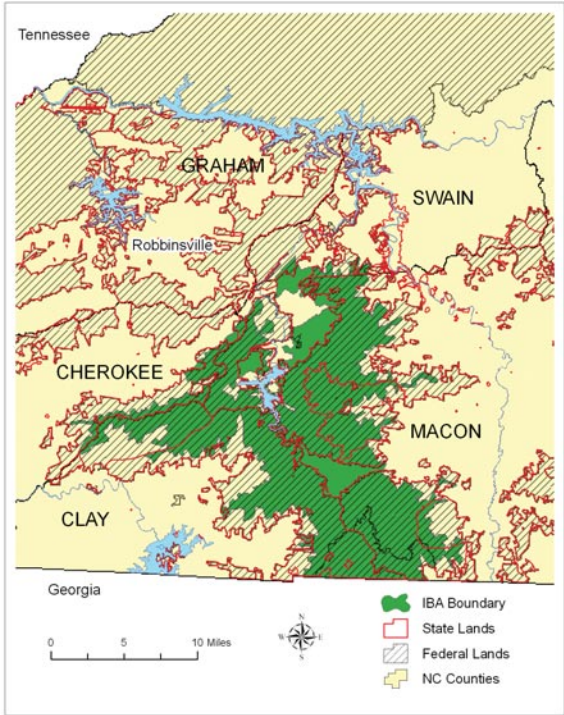 Tennessee
GRAHAM
SWAIN
Robbinsville
CHEROKEE
MACON
CLAY
Georgia
0 5 10 Miles
N
W E
S
IBA Boundary
State Lands
Federal Lands
NC Counties